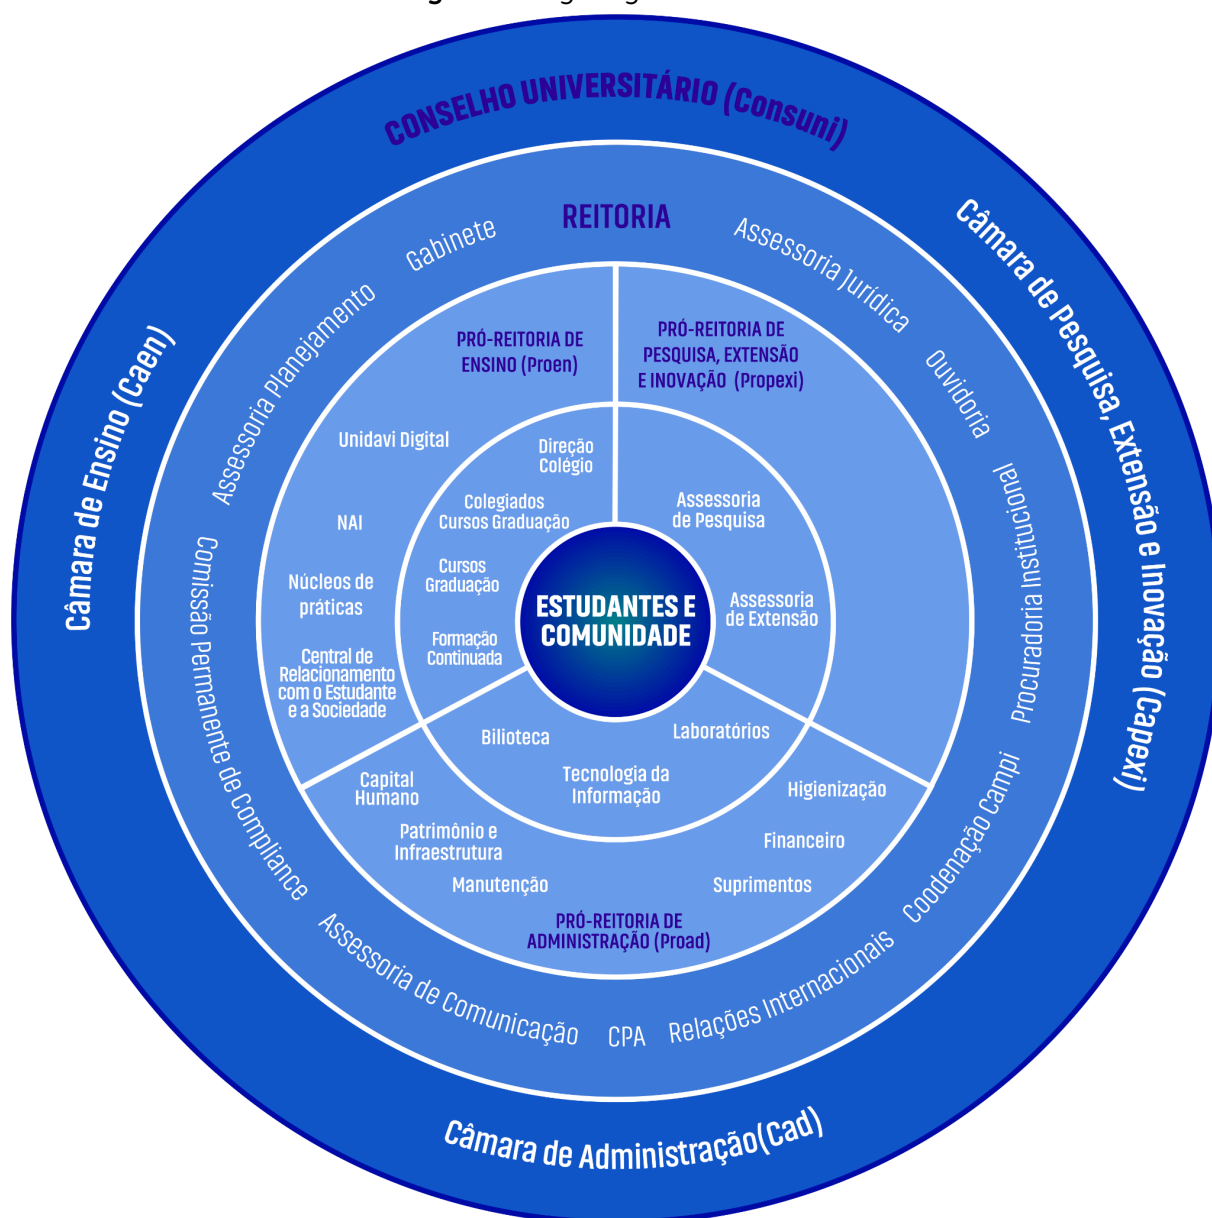 CONSELHO UNIVERSITÁRIO (Consuni)
Câmara de Ensino (Caen)
Câmara de Pesquisa, Extensão e Inovação (Capexi)
Câmara de Administração(Cad)
REITORIA
Gabinete
Assessoria Planejamento
Comissão Permanente de Compliance
Assessoria de Comunicação
CPA
Relações Internacionais
Coodenação Campi
Procuradoria Institucional
Ouvidoria
Assessoria Jurídica
PRÓ-REITORIA DE
ENSINO (Proen)
Unidavi Digital
NAI
Núcleos de
práticas
Central de
Relacionamento
com o Estudante
e a Sociedade
Direção
Colégio
Colegiados
Cursos Graduação
Cursos
Graduação
Formação
Continuada
PRÓ-REITORIA DE
PESQUISA, EXTENSÃO
E INOVAÇÃO (Propexi)
Assessoria
de Pesquisa
Assessoria
de Extensão
ESTUDANTES E
COMUNIDADE
Bilioteca
Laboratórios
Tecnologia da
Informação
Capital
Humano
Patrimônio e
Infraestrutura
Manutenção
Higienização
Financeiro
Suprimentos
PRÓ-REITORIA DE
ADMINISTRAÇÃO (Proad)